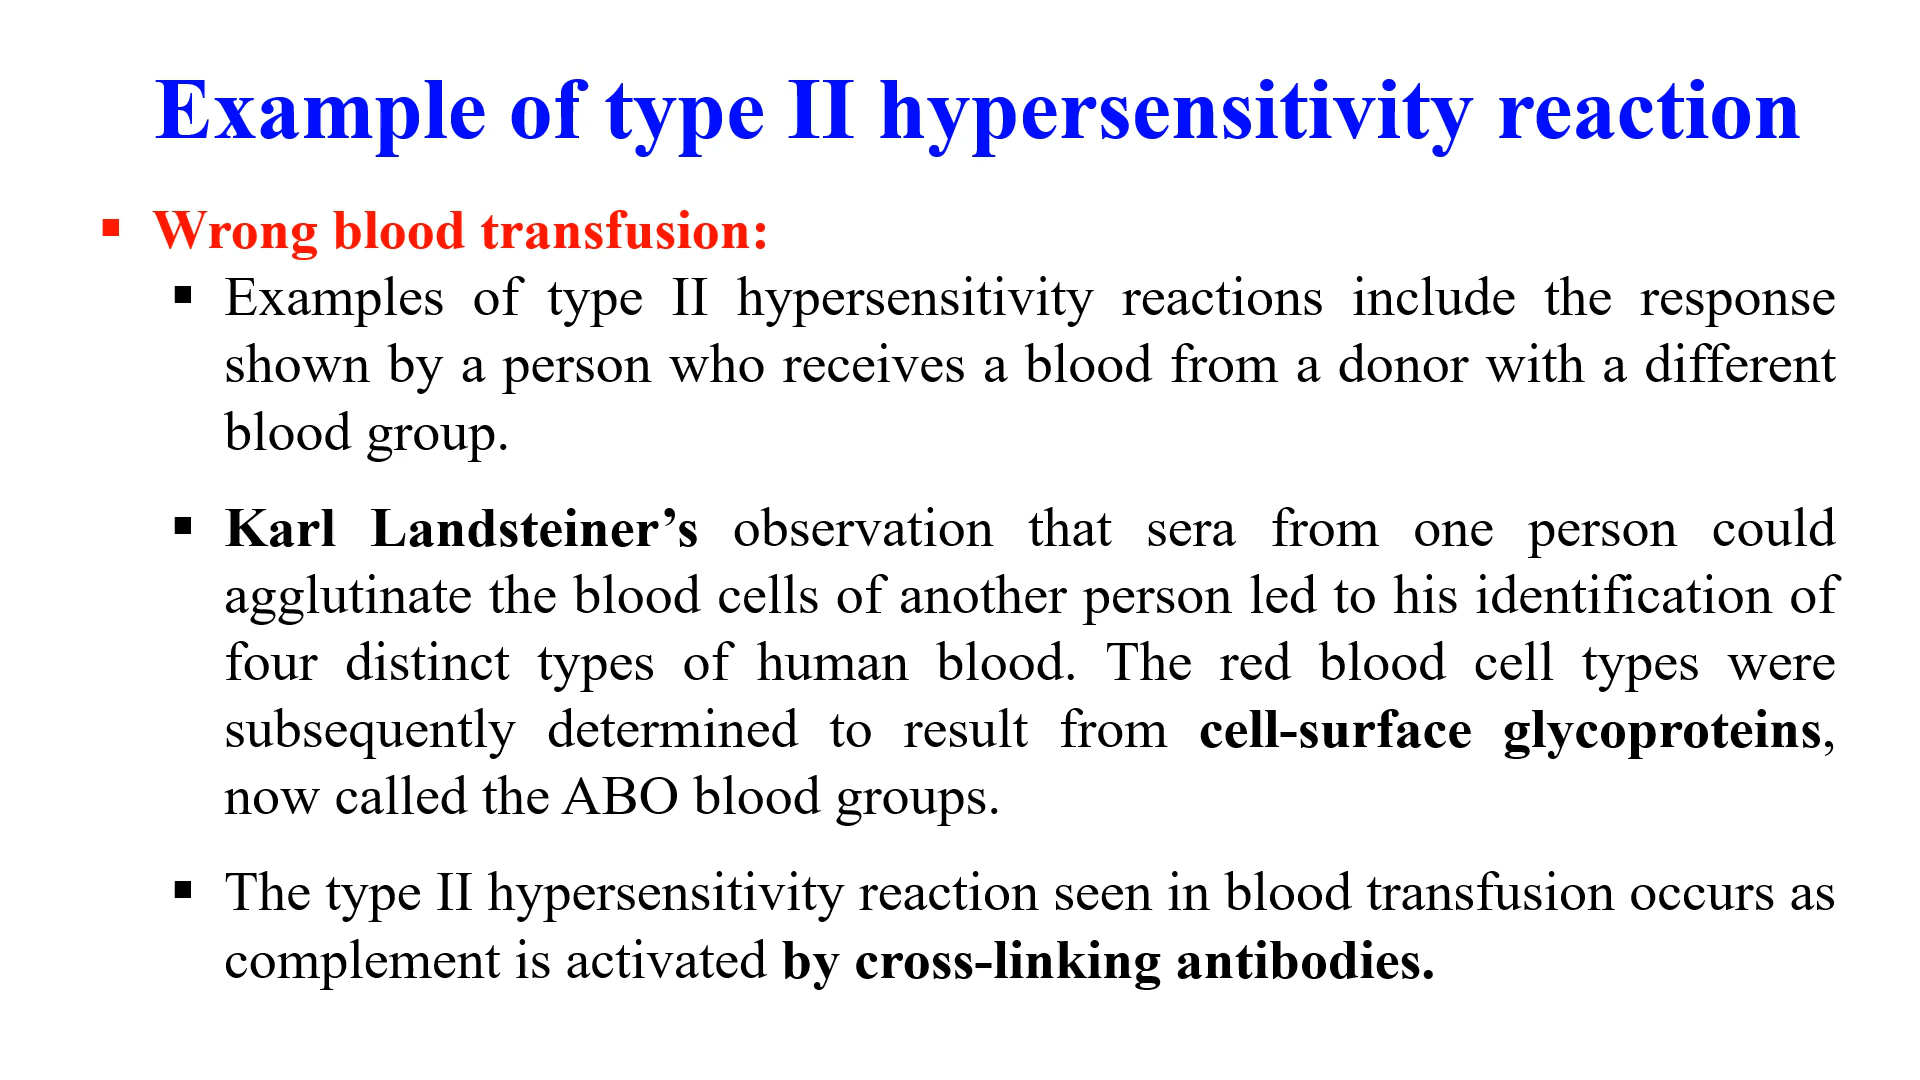 Example of type II hypersensitivity reaction
▪ Wrong blood transfusion:
▪ Examples of type II hypersensitivity reactions include the response
shown by a person who receives a blood from a donor with a different
blood group.
▪ Karl Landsteiner’s observation that sera from one person could
agglutinate the blood cells of another person led to his identification of
four distinct types of human blood. The red blood cell types were
subsequently determined to result from cell-surface glycoproteins,
now called the ABO blood groups.
▪ The type II hypersensitivity reaction seen in blood transfusion occurs as
complement is activated by cross-linking antibodies.